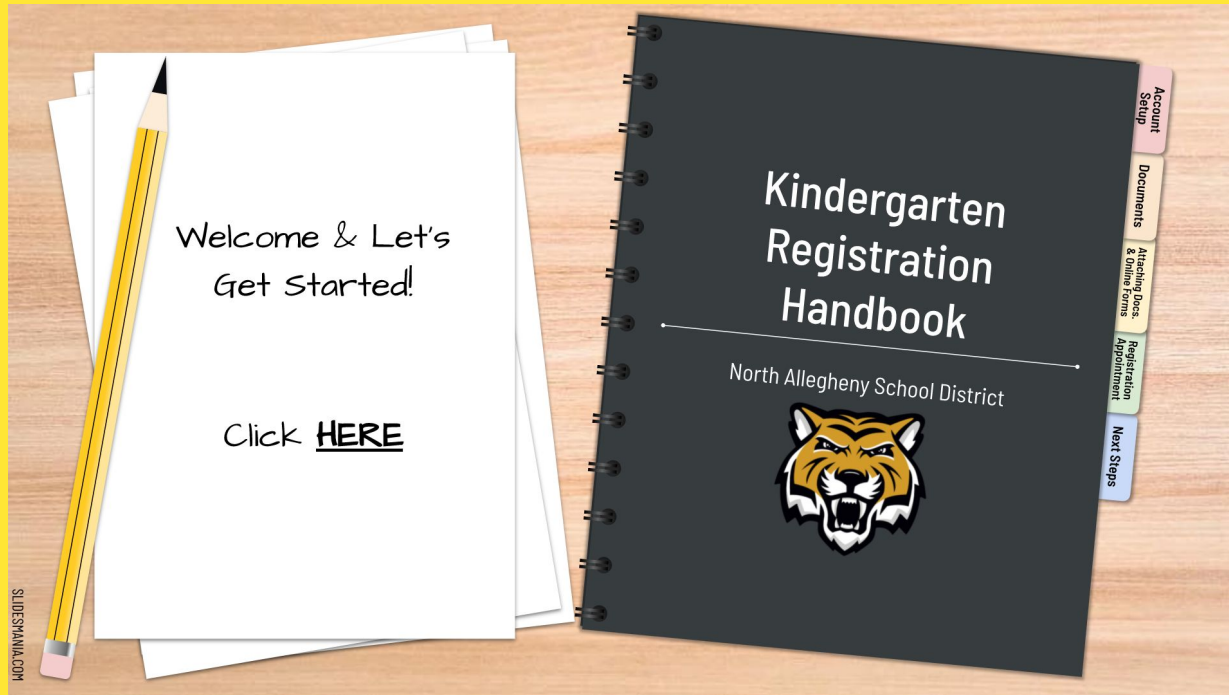 Welcome & Let's
Get Started!
Click HERE
Kindergarten
Registration
Handbook
North Allegheny School District
Account
Setup
Documents
Attaching Docs.
& Online Forms
Registration
Appointment
Next Steps
SLIDESMANIA.COM